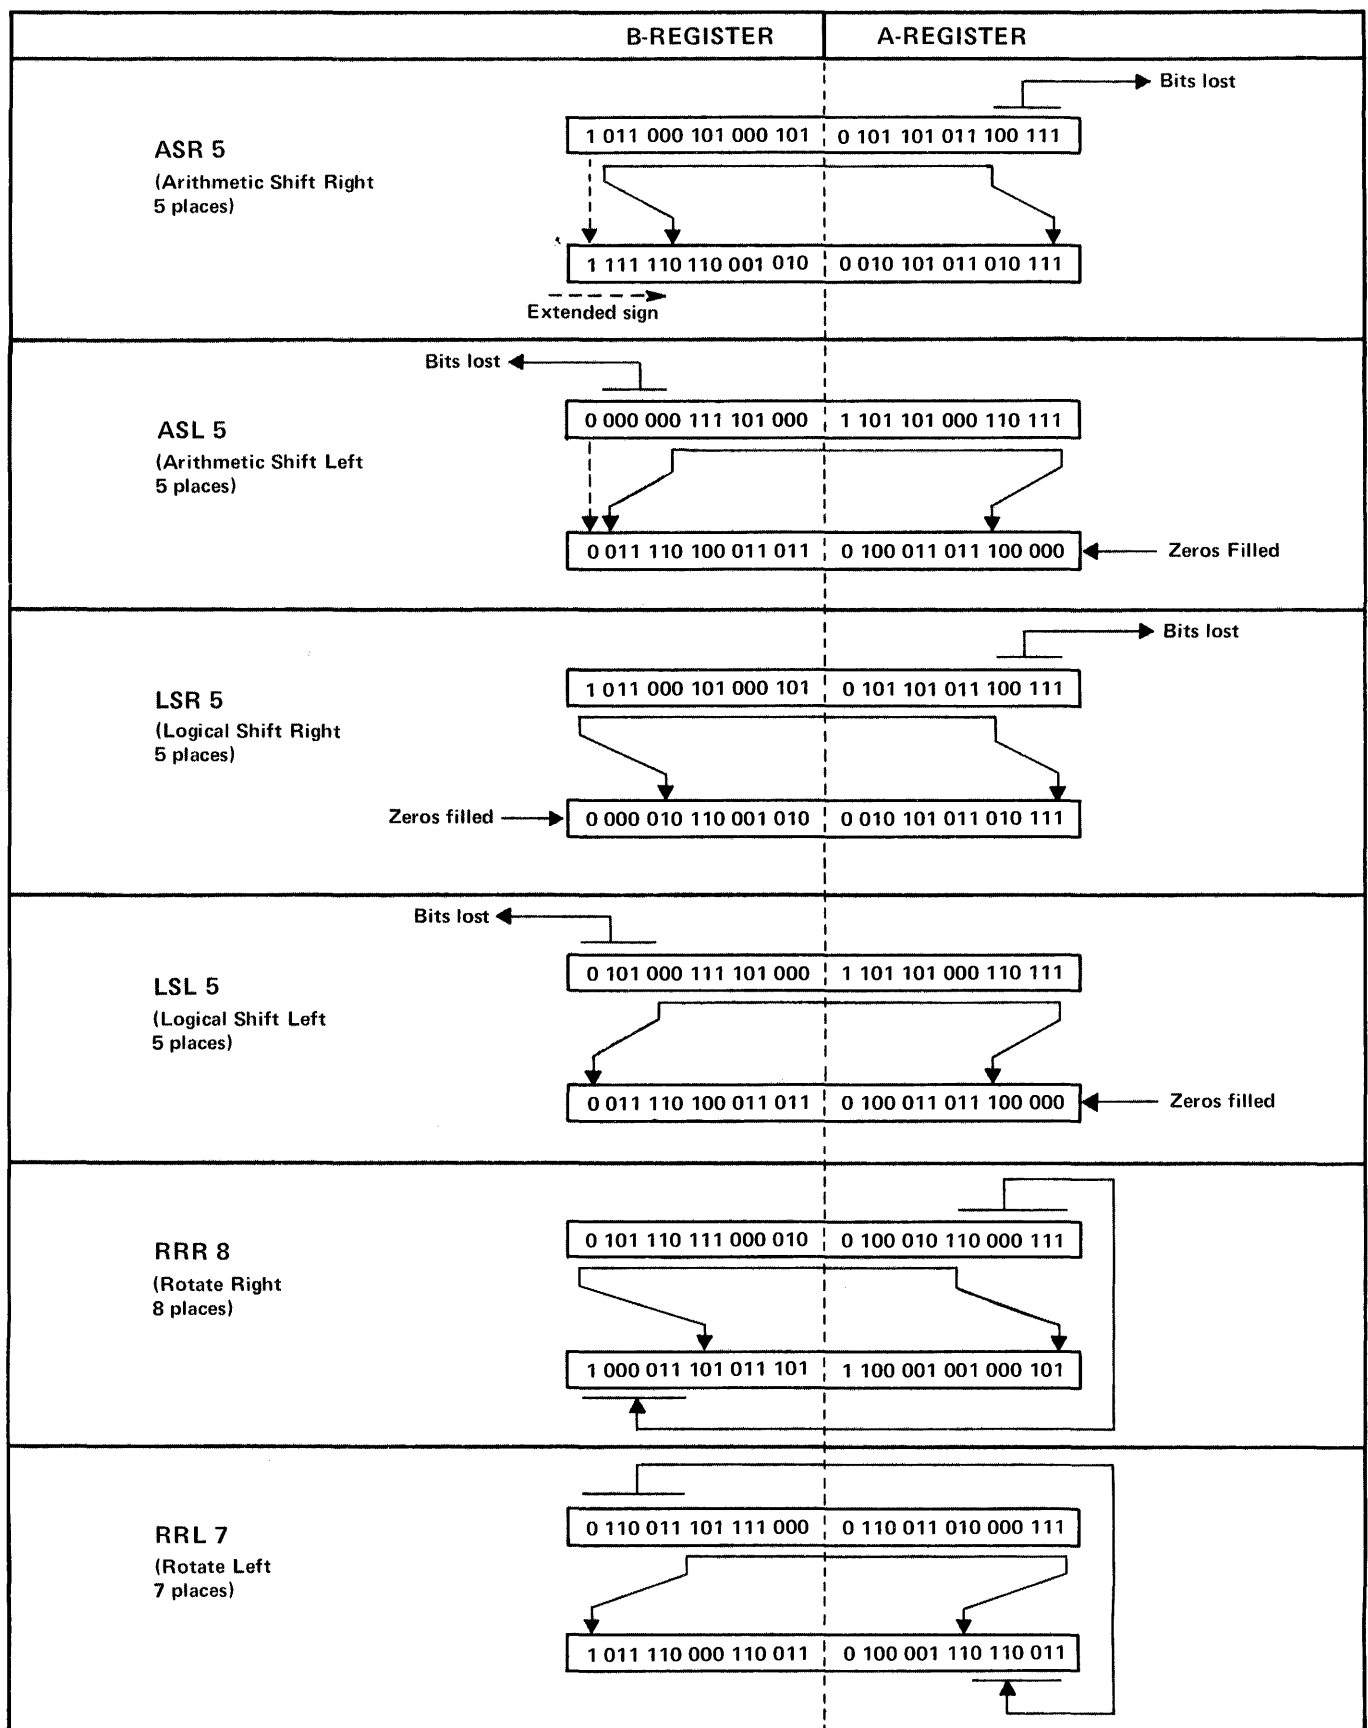 B-REGISTER A-REGISTER
Bits lost
1 011 000 101 000 101 0 101 101 011 100 111
ASR 5
(Arithmetic Shift Right
5 places)
1 111 110 110 001 010 0 010 101 011 010 111
Extended sign
Bits lost
0 000 000 111 101 000 1 101 101 000 110 111
ASL 5
(Arithmetic Shift Left
5 places)
0 011 110 100 011 011 0 100 011 011 100 000 Zeros Filled
Bits lost
1 011 000 101 000 101 0 101 101 011 100 111
LSR 5
(Logical Shift Right
5 places)
Zeros filled 0 000 010 110 001 010 0 010 101 011 010 111
Bits lost
0 101 000 111 101 000 1 101 101 000 110 111
LSL 5
(Logical Shift Left
5 places)
0 011 110 100 011 011 0 100 011 011 100 000 Zeros filled
0 101 110 111 000 010 0 100 010 110 000 111
RRR 8
(Rotate Right
8 places)
1 000 011 101 011 101 1 100 001 001 000 101
0 110 011 101 111 000 0 110 011 010 000 111
RRL 7
(Rotate Left
7 places)
1 011 110 000 110 011 0 100 001 110 110 011